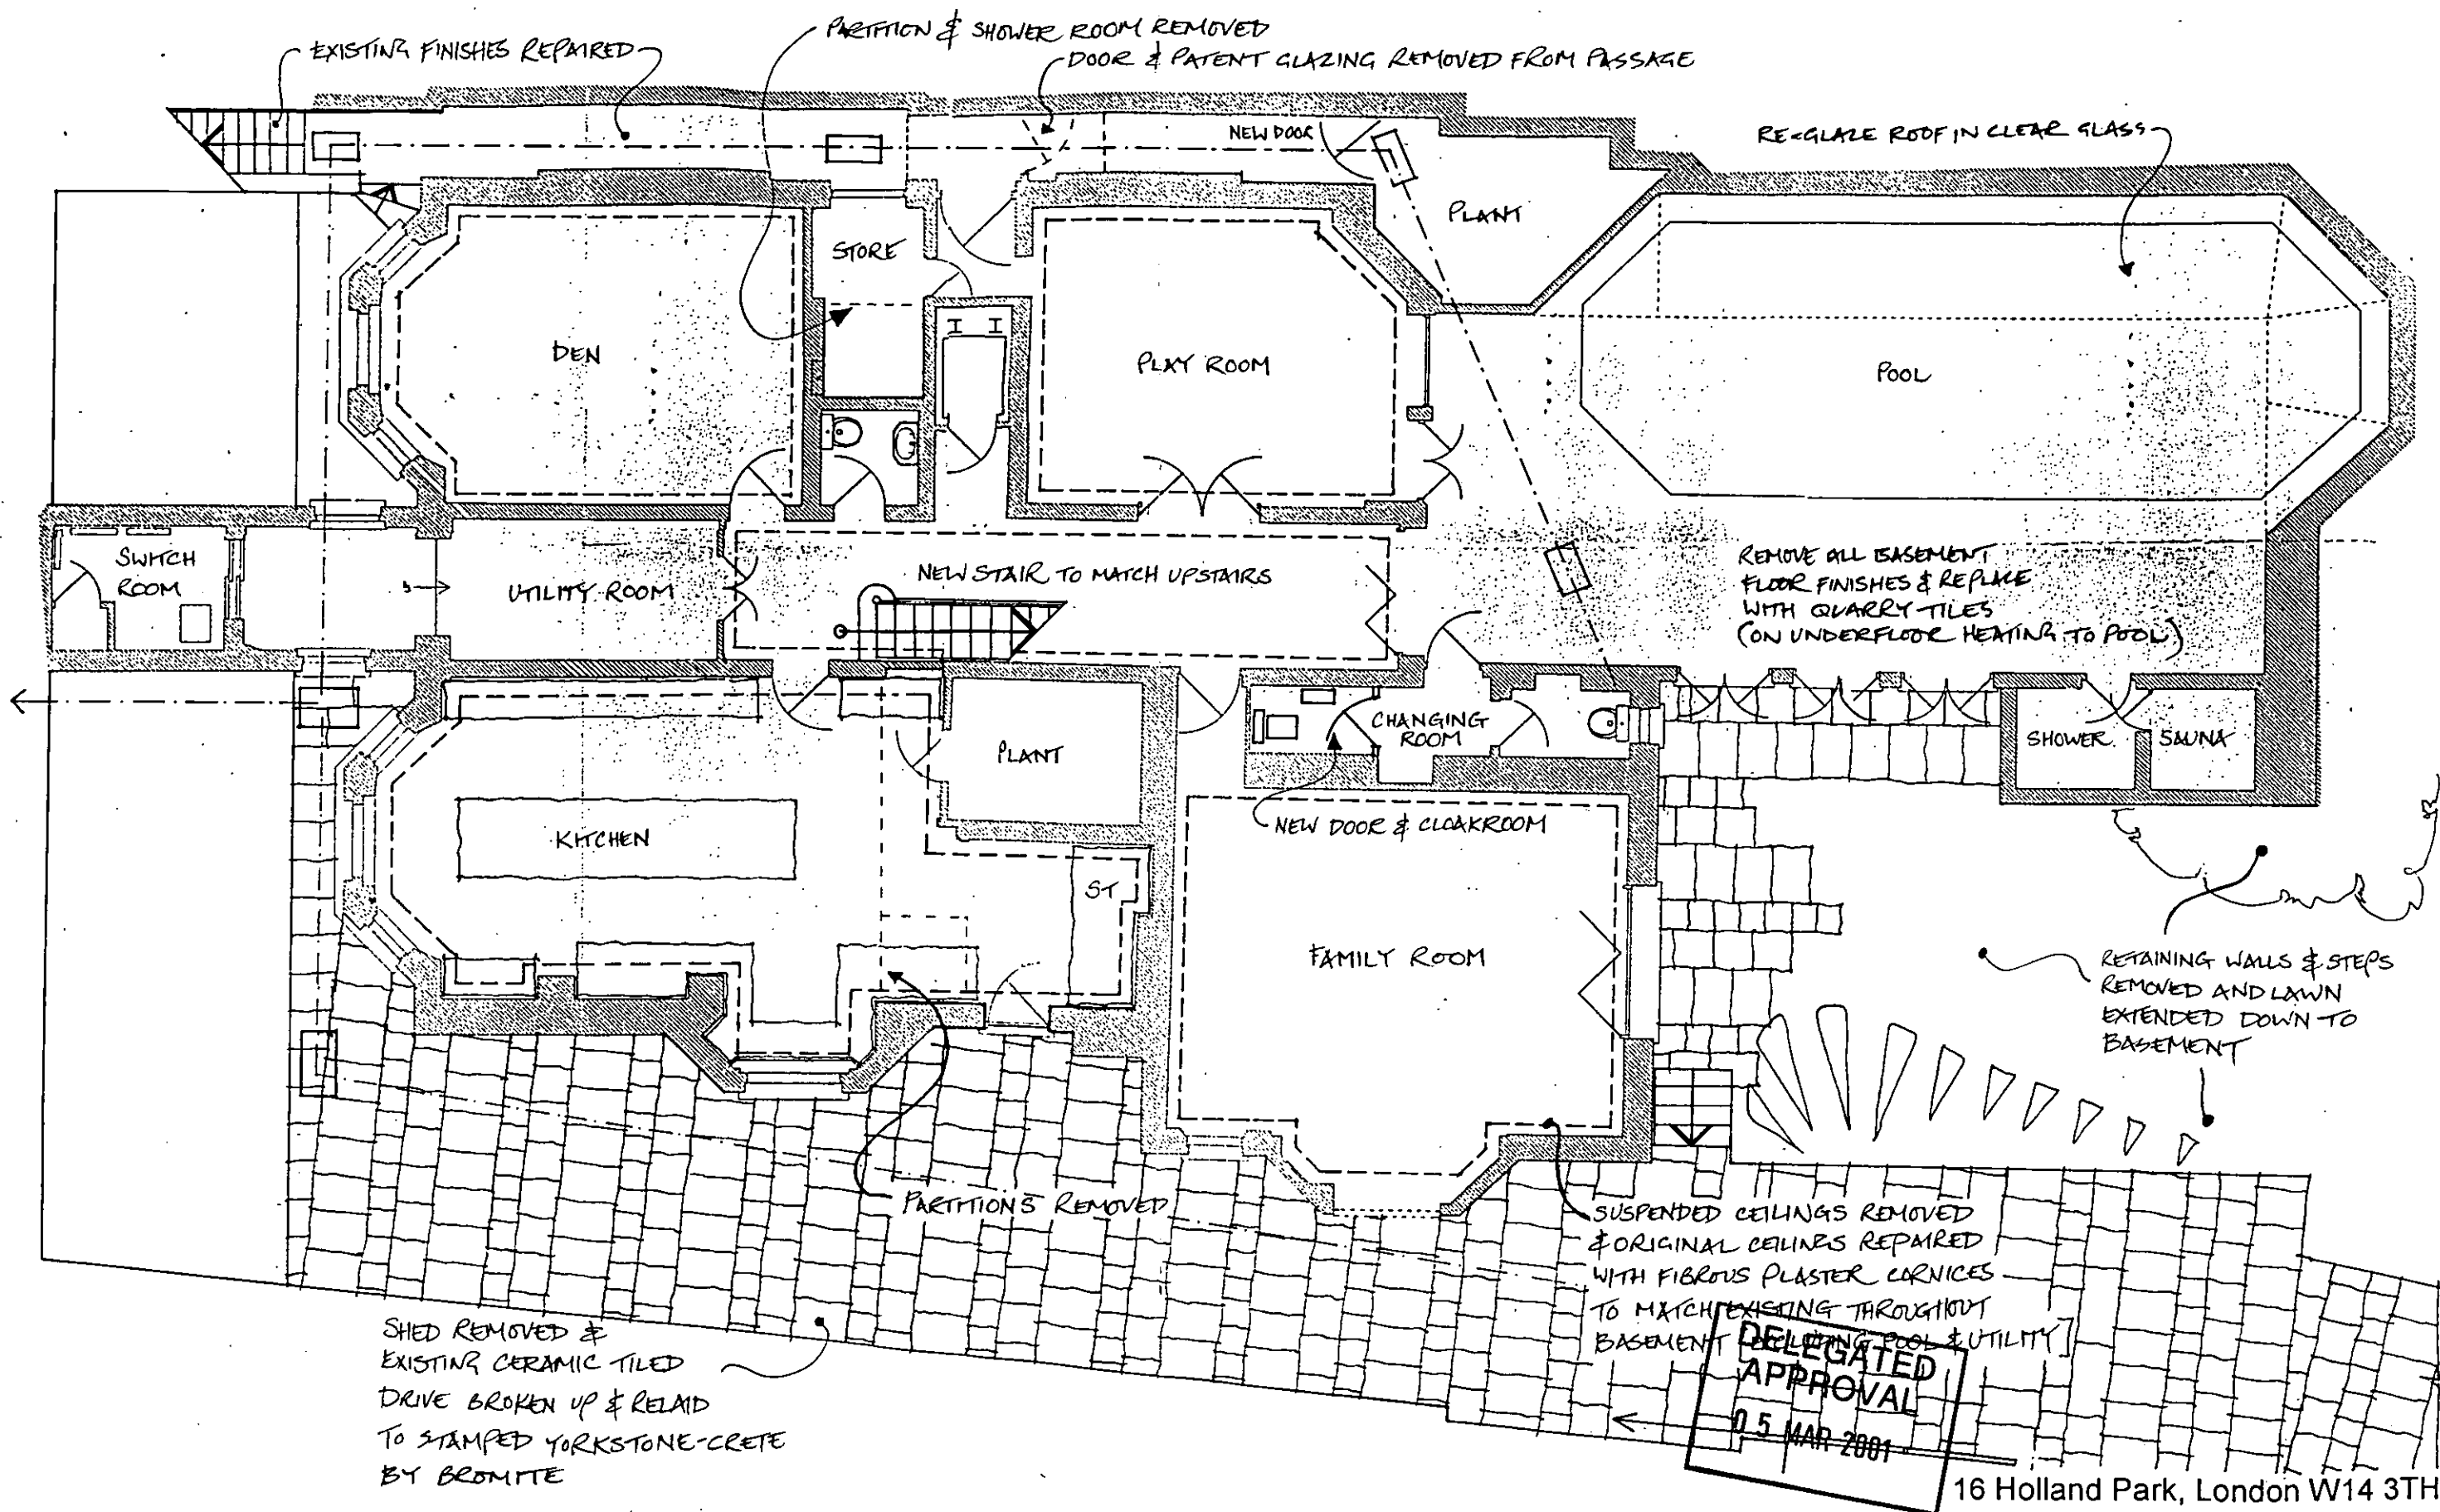 EXISTING FINISHES REPAIRED
PARTITION & SHOWER ROOM REMOVED
DOOR & PATENT GLAZING REMOVED FROM PASSAGE
NEW DOOR
RE-GLAZE ROOF IN CLEAR GLASS
PLANT
STORE
DEN
PLAY ROOM
POOL
SWITCH
ROOM
UTILITY ROOM
NEW STAIR TO MATCH UPSTAIRS
REMOVE ALL BASEMENT
FLOOR FINISHES & REPLACE
WITH QUARRY TILES
(ON UNDERFLOOR HEATING TO POOL)
CHANGING
ROOM
PLANT
SHOWER
SAUNA
KITCHEN
NEW DOOR & CLOAKROOM
ST
FAMILY ROOM
RETAINING WALLS & STEPS
REMOVED AND LAWN
EXTENDED DOWN TO
BASEMENT
PARTITIONS REMOVED
SUSPENDED CEILINGS REMOVED
& ORIGINAL CEILINGS REPAIRED
WITH FIBROUS PLASTER CORNICES
TO MATCH EXISTING THROUGHOUT
BASEMENT POOL & UTILITY]
SHED REMOVED &
EXISTING CERAMIC TILED
DRIVE BROKEN UP & RELAID
TO STAMPED YORKSTONE-CRETE
BY BROMITE
DELEGATED
APPROVAL
05 MAR 2001
16 Holland Park, London W14 3TH